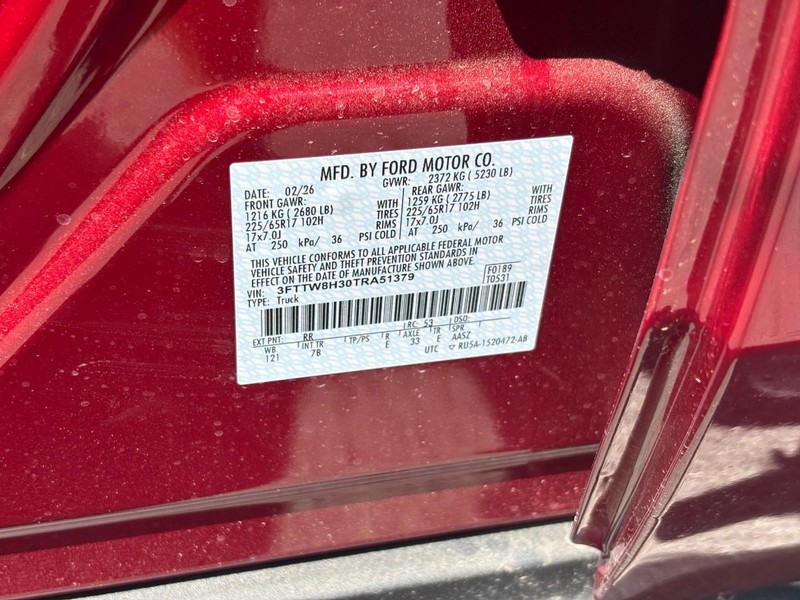 MFD. BY FORD MOTOR CO.
DATE: 02/26 GVWR: 2372 KG ( 5230 LB)
FRONT GAWR: REAR GAWR:
1216 KG ( 2680 LB) WITH 1259 KG ( 2775 LB) WITH
225/65R17 102H TIRES 225/65R17 102H TIRES
17x7.0J RIMS 17x7.0J RIMS
AT 250 kPa/ 36 PSI COLD AT 250 kPa/ 36 PSI COLD
THIS VEHICLE CONFORMS TO ALL APPLICABLE FEDERAL MOTOR
VEHICLE SAFETY AND THEFT PREVENTION STANDARDS IN
EFFECT ON THE DATE OF MANUFACTURE SHOWN ABOVE.
VIN: 3FTTW8H30TRA51379 F0189
TYPE: Truck T0531
EXT PNT: RR RC: 53 DSO:
WB INT TR TP/PS R AXLE TR SPR
121 7B E 33 E AASZ
UTC RU5A-1520472-AB